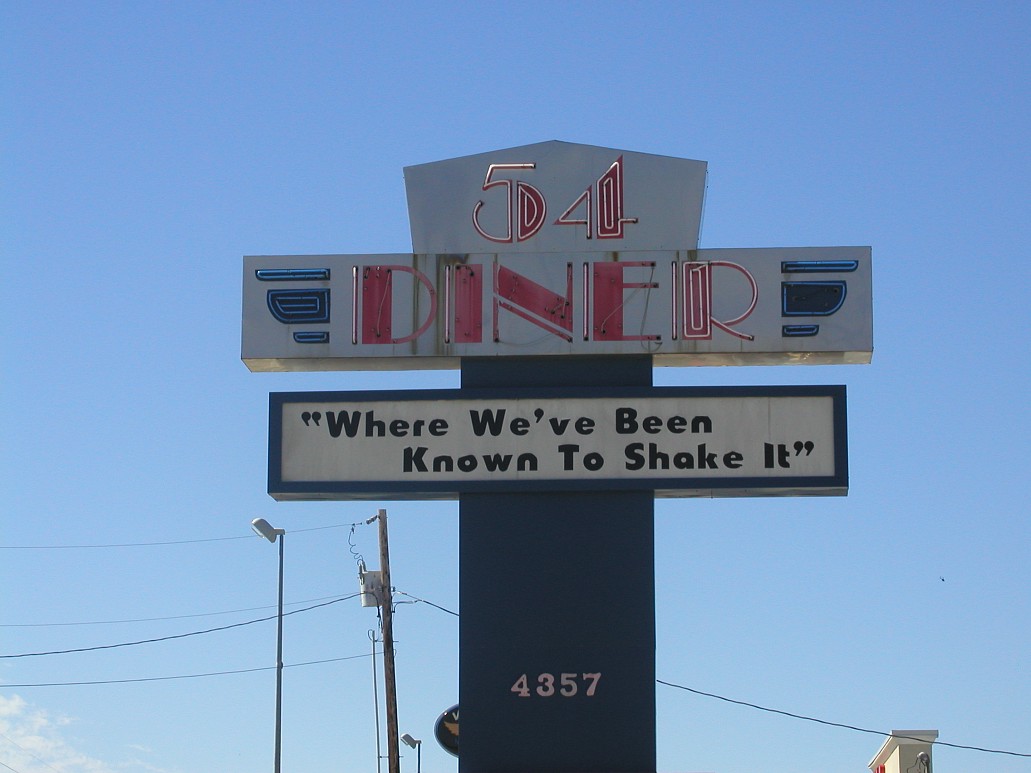 54
DINER
"Where We've Been
Known To Shake It"
4357